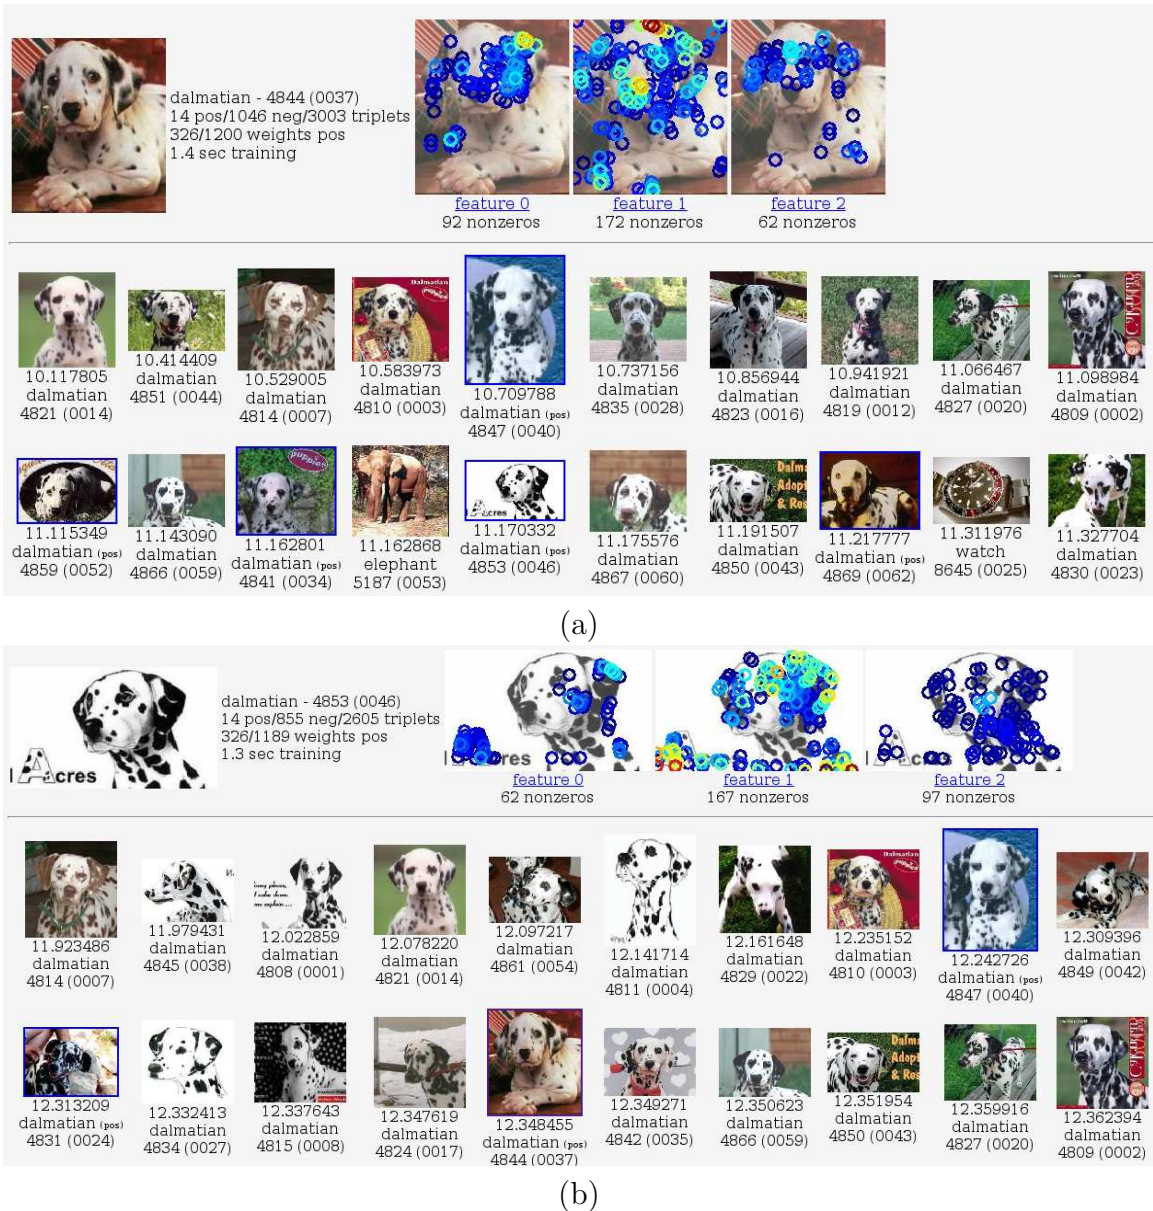 dalmatian - 4844 (0037)
14 pos/1046 neg/3003 triplets
326/1200 weights pos
1.4 sec training
feature 0
92 nonzeros
feature 1
172 nonzeros
feature 2
62 nonzeros
Dalmatian
10.117805
dalmatian
4821 (0014)
10.414409
dalmatian
4851 (0044)
10.529005
dalmatian
4814 (0007)
10.583973
dalmatian
4810 (0003)
10.709788
dalmatian (pos)
4847 (0040)
10.737156
dalmatian
4835 (0028)
10.856944
dalmatian
4823 (0016)
10.941921
dalmatian
4819 (0012)
11.066467
dalmatian
4827 (0020)
11.098984
dalmatian
4809 (0002)
puppies
Acres
Dalma
Adopt
& Res
11.115349
dalmatian (pos)
4859 (0052)
11.143090
dalmatian
4866 (0059)
11.162801
dalmatian (pos)
4841 (0034)
11.162868
elephant
5187 (0053)
11.170332
dalmatian (pos)
4853 (0046)
11.175576
dalmatian
4867 (0060)
11.191507
dalmatian
4850 (0043)
11.217777
dalmatian (pos)
4869 (0062)
11.311976
watch
8645 (0025)
11.327704
dalmatian
4830 (0023)
(a)
Acres
dalmatian - 4853 (0046)
14 pos/855 neg/2605 triplets
326/1189 weights pos
1.3 sec training
feature 0
62 nonzeros
feature 1
167 nonzeros
feature 2
97 nonzeros
Dalmatian
11.923486
dalmatian
4814 (0007)
11.979431
dalmatian
4845 (0038)
12.022859
dalmatian
4808 (0001)
12.078220
dalmatian
4821 (0014)
12.097217
dalmatian
4861 (0054)
12.141714
dalmatian
4811 (0004)
12.161648
dalmatian
4829 (0022)
12.235152
dalmatian
4810 (0003)
12.242726
dalmatian (pos)
4847 (0040)
12.309396
dalmatian
4849 (0042)
Dalma
Adopt
& Res
12.313209
dalmatian (pos)
4831 (0024)
12.332413
dalmatian
4834 (0027)
12.337643
dalmatian
4815 (0008)
12.347619
dalmatian
4824 (0017)
12.348455
dalmatian (pos)
4844 (0037)
12.349271
dalmatian
4842 (0035)
12.350623
dalmatian
4866 (0059)
12.351954
dalmatian
4850 (0043)
12.359916
dalmatian
4827 (0020)
12.362394
dalmatian
4809 (0002)
(b)